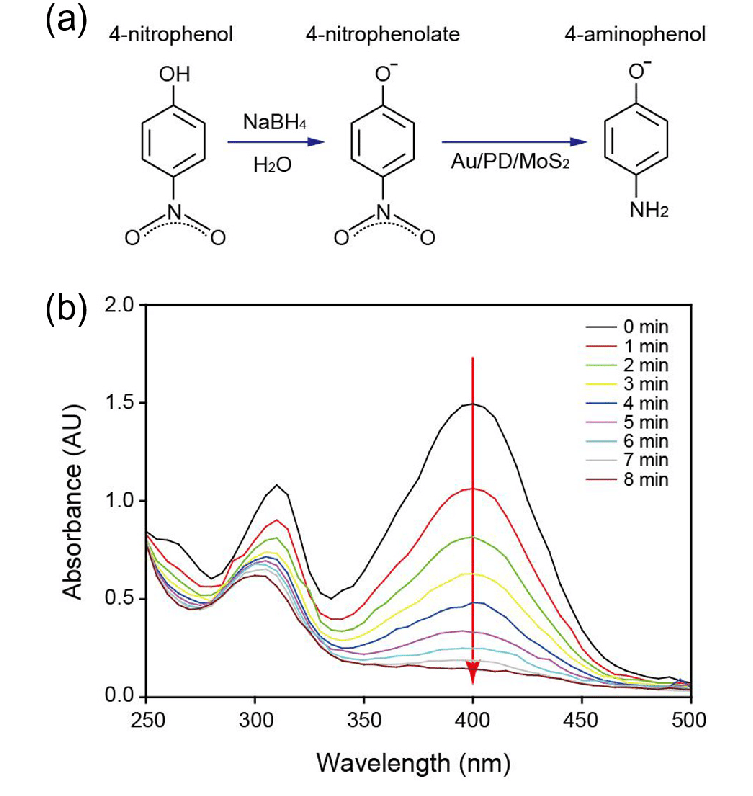 (a)
4-nitrophenol 4-nitrophenolate 4-aminophenol
OH O⁻ O⁻
NaBH₄
H₂O
Au/PD/MoS₂
N N
NH₂
O O O O
(b)
2.0
1.5
1.0
0.5
0.0
Absorbance (AU)
0 min
1 min
2 min
3 min
4 min
5 min
6 min
7 min
8 min
250 300 350 400 450 500
Wavelength (nm)